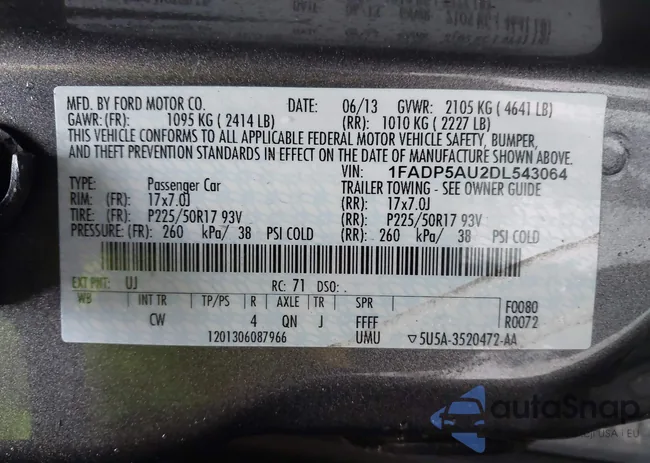 MFD. BY FORD MOTOR CO. DATE: 06/13 GVWR: 2105 KG ( 4641 LB)
GAWR:(FR): 1095 KG ( 2414 LB) (RR): 1010 KG ( 2227 LB)
THIS VEHICLE CONFORMS TO ALL APPLICABLE FEDERAL MOTOR VEHICLE SAFETY, BUMPER,
AND THEFT PREVENTION STANDARDS IN EFFECT ON THE DATE OF MANUFACTURE SHOWN ABOVE.
VIN: 1FADP5AU2DL543064
TYPE: Passenger Car TRAILER TOWING - SEE OWNER GUIDE
RIM: (FR): 17x7.0J (RR): 17x7.0J
TIRE: (FR): P225/50R17 93V (RR): P225/50R17 93V
PRESSURE: (FR): 260 kPa/ 38 PSI COLD (RR): 260 kPa/ 38 PSI COLD
EXT PNT: UJ RC: 71 DSO: .
WB INT TR TP/PS R AXLE TR SPR F0080
CW 4 QN J FFFF R0072
1201306087966 UMU ▽5U5A-3520472-AA
autoSnap
USA | EU